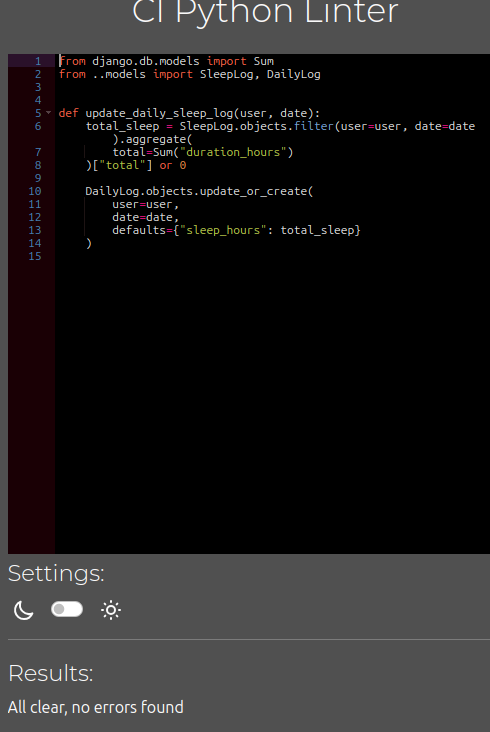 CI Python Linter
1 from django.db.models import Sum
2 from ..models import SleepLog, DailyLog
3
4
5 def update_daily_sleep_log(user, date):
6     total_sleep = SleepLog.objects.filter(user=user, date=date
        ).aggregate(
7         total=Sum("duration_hours")
8     )["total"] or 0
9
10     DailyLog.objects.update_or_create(
11         user=user,
12         date=date,
13         defaults={"sleep_hours": total_sleep}
14     )
15
Settings:
Results:
All clear, no errors found